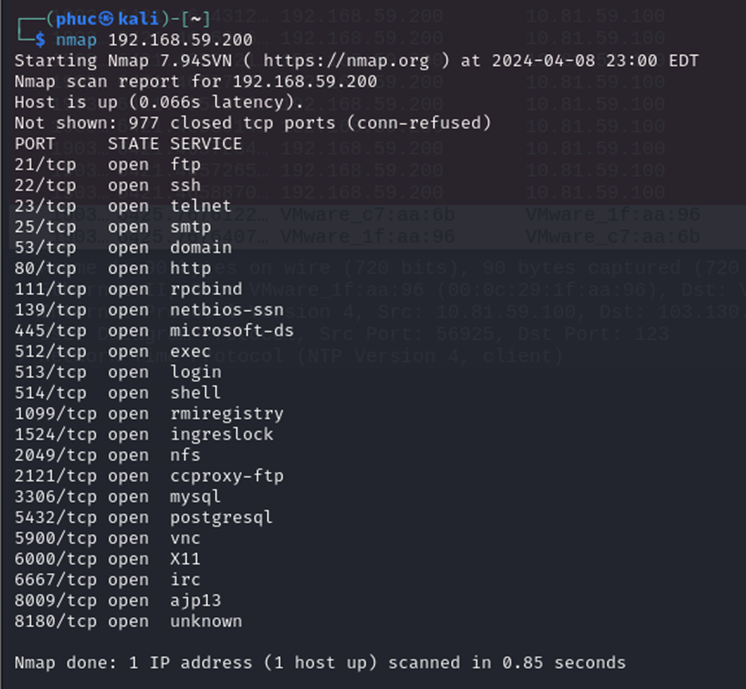 ┌──(phuc㉿kali)-[~]
└─$ nmap 192.168.59.200
Starting Nmap 7.94SVN ( https://nmap.org ) at 2024-04-08 23:00 EDT
Nmap scan report for 192.168.59.200
Host is up (0.066s latency).
Not shown: 977 closed tcp ports (conn-refused)
PORT     STATE SERVICE
21/tcp   open  ftp
22/tcp   open  ssh
23/tcp   open  telnet
25/tcp   open  smtp
53/tcp   open  domain
80/tcp   open  http
111/tcp  open  rpcbind
139/tcp  open  netbios-ssn
445/tcp  open  microsoft-ds
512/tcp  open  exec
513/tcp  open  login
514/tcp  open  shell
1099/tcp open  rmiregistry
1524/tcp open  ingreslock
2049/tcp open  nfs
2121/tcp open  ccproxy-ftp
3306/tcp open  mysql
5432/tcp open  postgresql
5900/tcp open  vnc
6000/tcp open  X11
6667/tcp open  irc
8009/tcp open  ajp13
8180/tcp open  unknown
Nmap done: 1 IP address (1 host up) scanned in 0.85 seconds